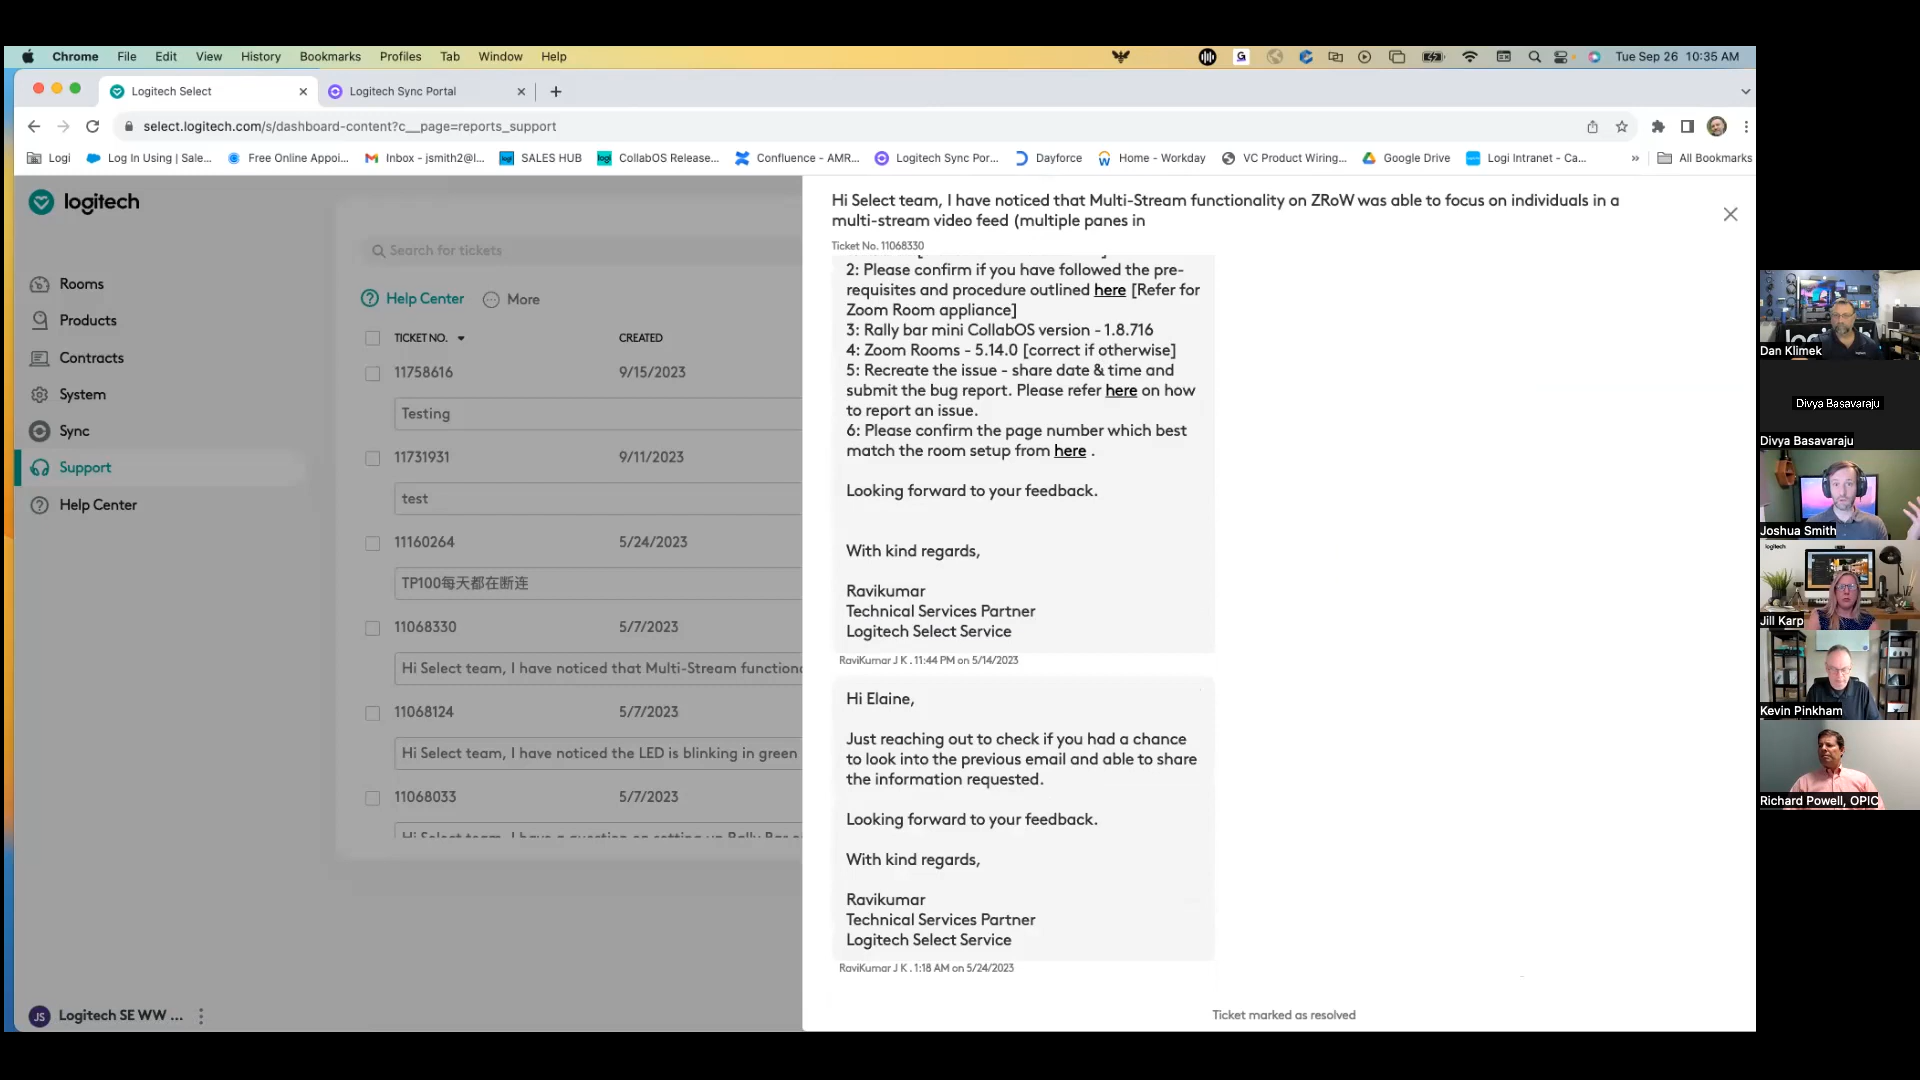 Chrome File Edit View History Bookmarks Profiles Tab Window Help
Tue Sep 26 10:35 AM
Logitech Select
Logitech Sync Portal
select.logitech.com/s/dashboard-content?c__page=reports_support
Logi
Log In Using | Sale...
Free Online Appoi...
Inbox - jsmith2@l...
SALES HUB
CollabOS Release...
Confluence - AMR...
Logitech Sync Por...
Dayforce
Home - Workday
VC Product Wiring...
Google Drive
Logi Intranet - Ca...
All Bookmarks
logitech
Rooms
Products
Contracts
System
Sync
Support
Help Center
JS
Logitech SE WW ...
Search for tickets
Help Center
More
TICKET NO.
CREATED
11758616
9/15/2023
Testing
11731931
9/11/2023
test
11160264
5/24/2023
TP100每天都在断连
11068330
5/7/2023
Hi Select team, I have noticed that Multi-Stream functiona
11068124
5/7/2023
Hi Select team, I have noticed the LED is blinking in green
11068033
5/7/2023
Hi Select team, I have a question on setting up Rally Bar
Hi Select team, I have noticed that Multi-Stream functionality on ZRoW was able to focus on individuals in a
multi-stream video feed (multiple panes in
Ticket No. 11068330
2: Please confirm if you have followed the pre-
requisites and procedure outlined here [Refer for
Zoom Room appliance]
3: Rally bar mini CollabOS version - 1.8.716
4: Zoom Rooms - 5.14.0 [correct if otherwise]
5: Recreate the issue - share date & time and
submit the bug report. Please refer here on how
to report an issue.
6: Please confirm the page number which best
match the room setup from here .
Looking forward to your feedback.
With kind regards,
Ravikumar
Technical Services Partner
Logitech Select Service
RaviKumar J K . 11:44 PM on 5/14/2023
Hi Elaine,
Just reaching out to check if you had a chance
to look into the previous email and able to share
the information requested.
Looking forward to your feedback.
With kind regards,
Ravikumar
Technical Services Partner
Logitech Select Service
RaviKumar J K . 1:18 AM on 5/24/2023
Ticket marked as resolved
Dan Klimek
Divya Basavaraju
Divya Basavaraju
Joshua Smith
logitech
Jill Karp
Kevin Pinkham
Richard Powell, OPIC